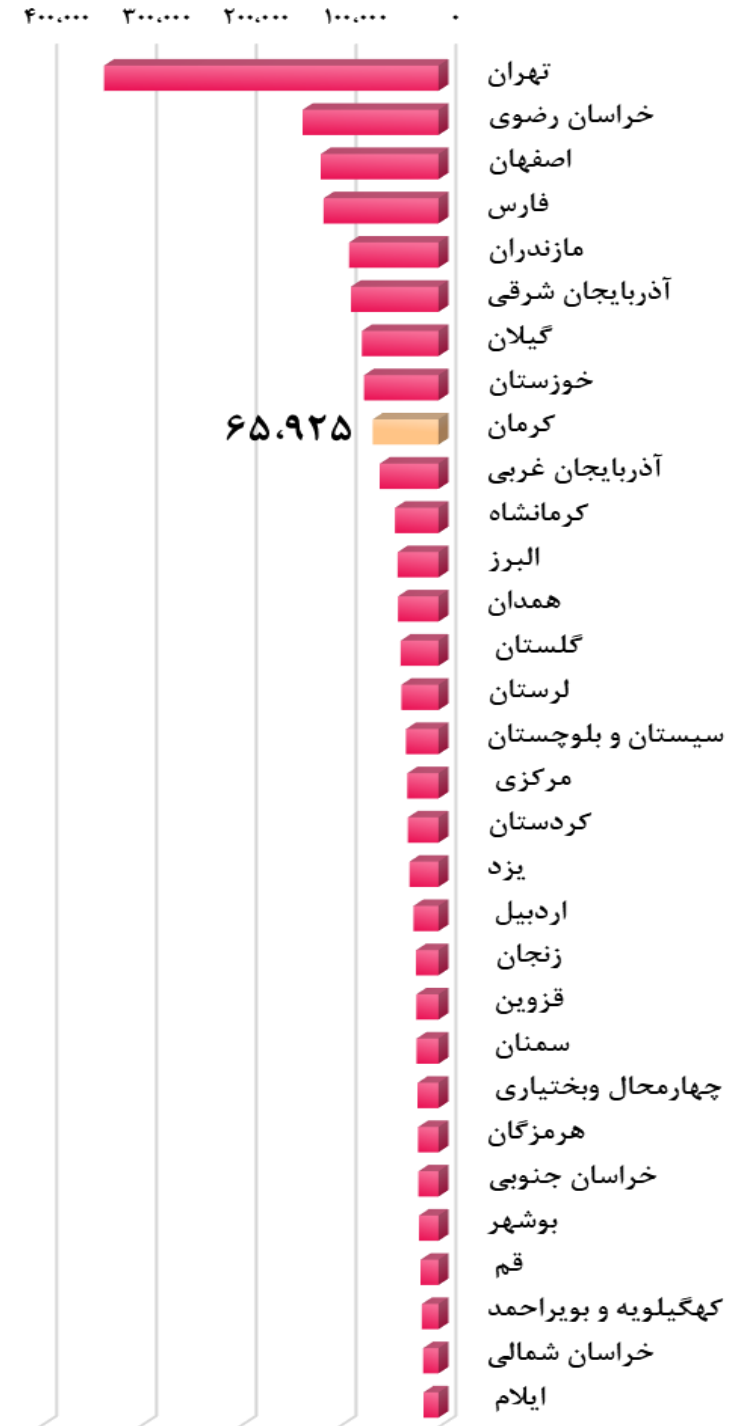 ۴۰۰،۰۰۰ ۳۰۰،۰۰۰ ۲۰۰،۰۰۰ ۱۰۰،۰۰۰ ۰
تهران
خراسان رضوی
اصفهان
فارس
مازندران
آذربایجان شرقی
گیلان
خوزستان
کرمان
۶۵،۹۲۵
آذربایجان غربی
کرمانشاه
البرز
همدان
گلستان
لرستان
سیستان و بلوچستان
مرکزی
کردستان
یزد
اردبیل
زنجان
قزوین
سمنان
چهارمحال وبختیاری
هرمزگان
خراسان جنوبی
بوشهر
قم
کهگیلویه و بویراحمد
خراسان شمالی
ایلام